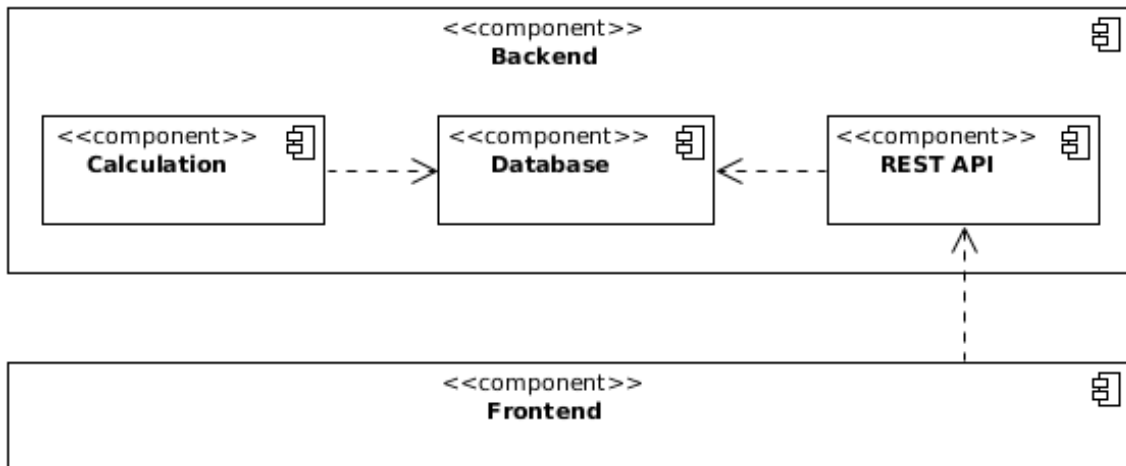 <<component>>
Backend
<<component>>
Calculation
<<component>>
Database
<<component>>
REST API
<<component>>
Frontend